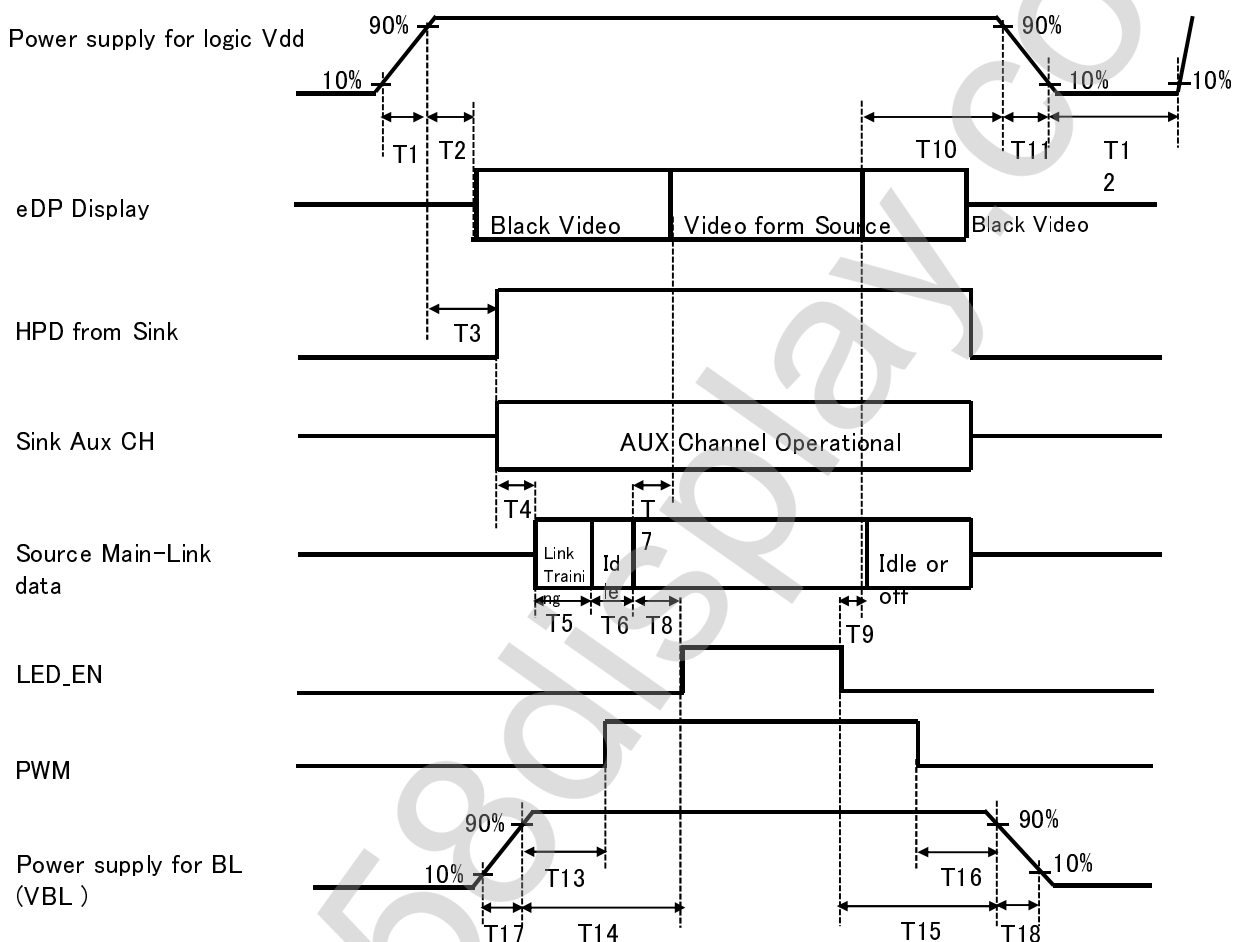 Power supply for logic Vdd
90%
90%
10%
10%
10%
T1
T2
T10
T11
T1
2
eDP Display
Black Video
Video form Source
Black Video
HPD from Sink
T3
Sink Aux CH
AUX Channel Operational
T4
T
7
Source Main-Link
data
Link
Traini
ng
Id
le
Idle or
off
T5
T6
T8
T9
LED_EN
PWM
90%
90%
Power supply for BL
(VBL )
10%
T13
T16
10%
T17
T14
T15
T18
58display.co